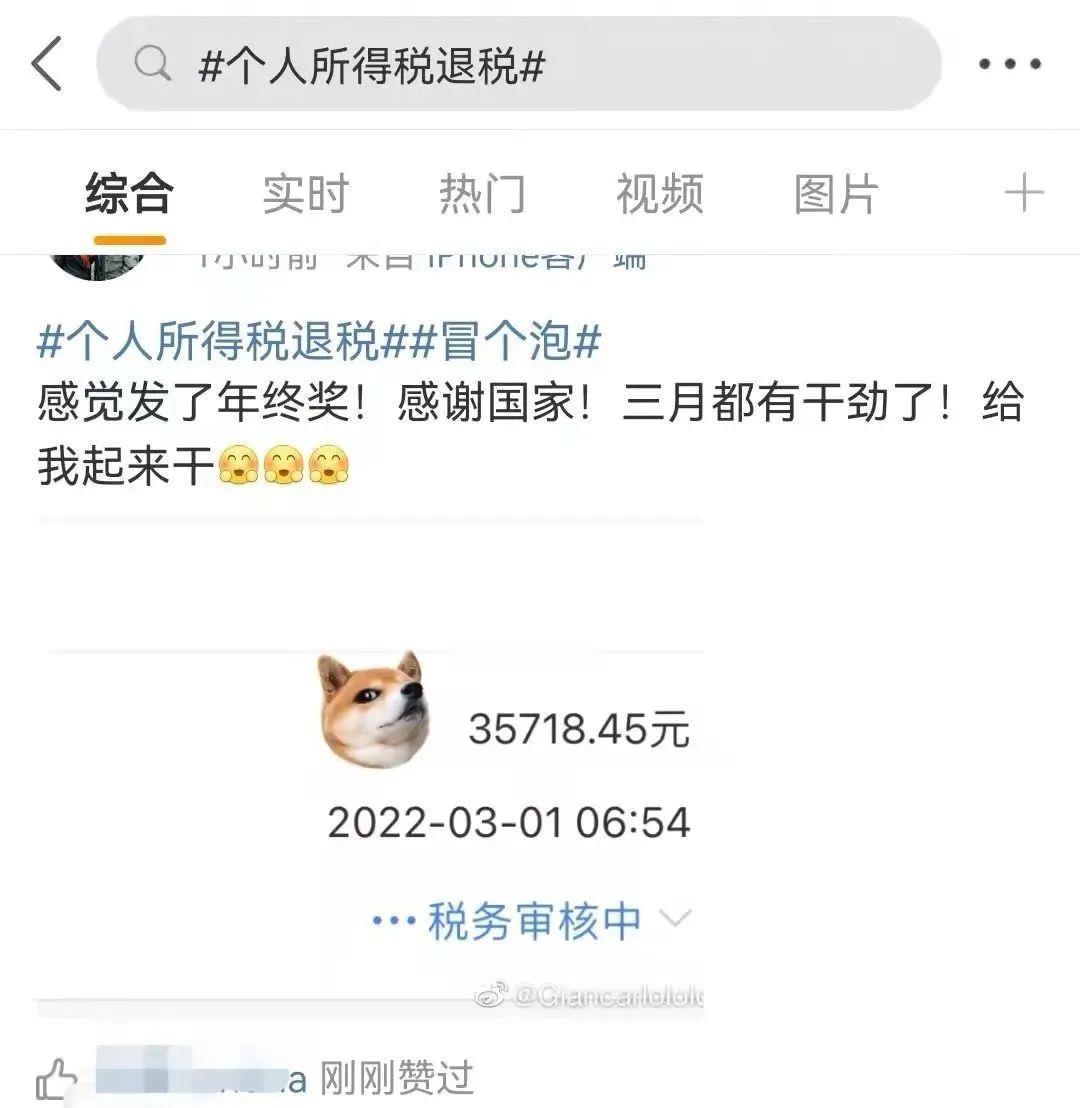 #个人所得税退税#
综合 实时 热门 视频 图片
1小时前 来自 iPhone客户端
#个人所得税退税##冒个泡#
感觉发了年终奖！感谢国家！三月都有干劲了！给
我起来干
35718.45元
2022-03-01 06:54
税务审核中
@Giancarlolol
刚刚赞过